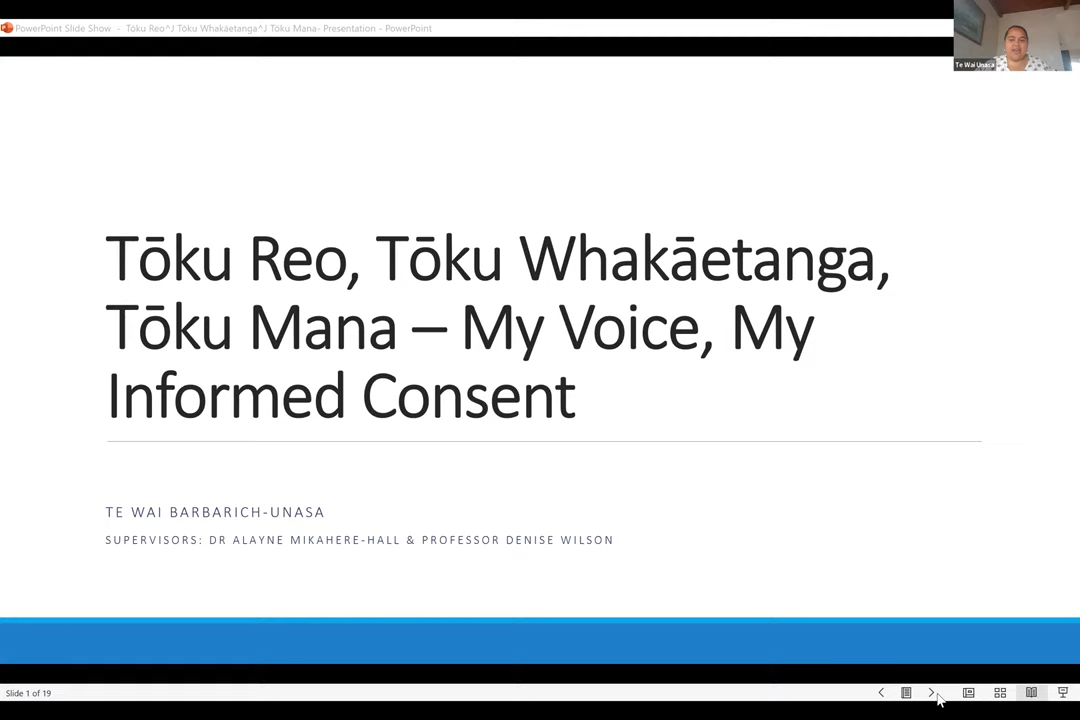 PowerPoint Slide Show - Tōku Reo^J Tōku Whakāetanga^J Tōku Mana- Presentation - PowerPoint
Te Wai Unasa
Tōku Reo, Tōku Whakāetanga,
Tōku Mana – My Voice, My
Informed Consent
TE WAI BARBARICH-UNASA
SUPERVISORS: DR ALAYNE MIKAHERE-HALL & PROFESSOR DENISE WILSON
Slide 1 of 19